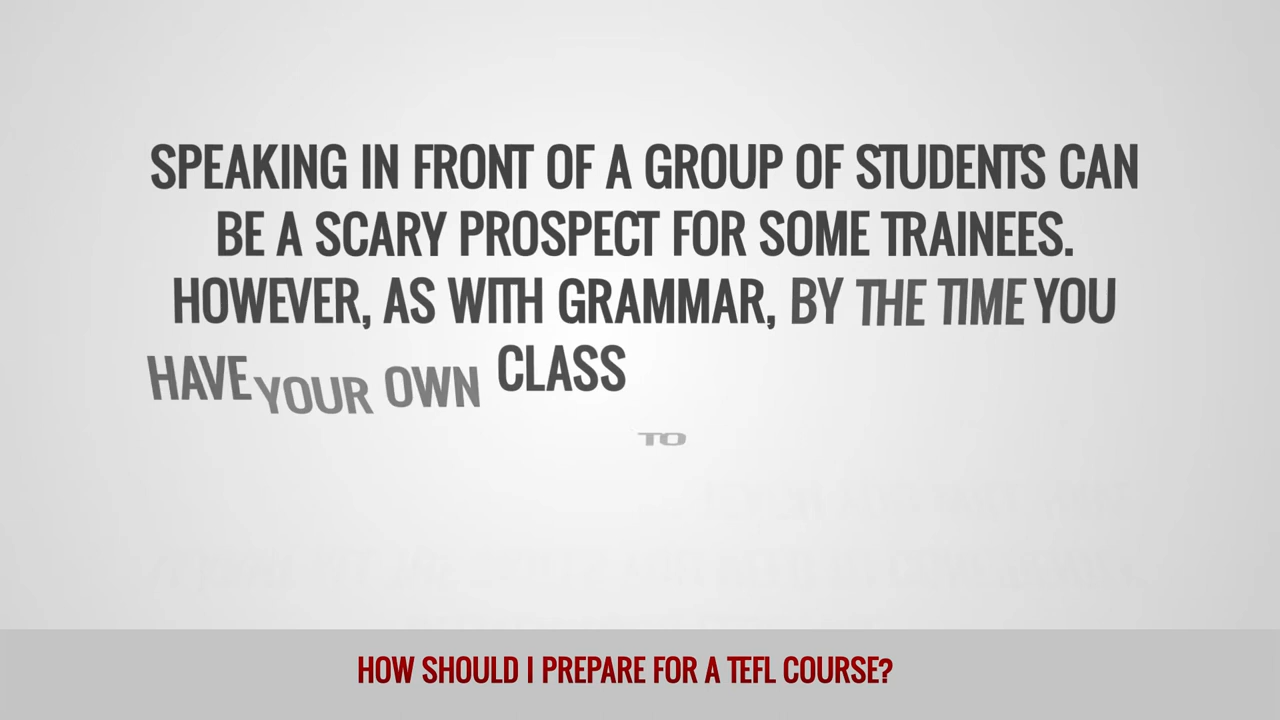 SPEAKING IN FRONT OF A GROUP OF STUDENTS CAN
BE A SCARY PROSPECT FOR SOME TRAINEES.
HOWEVER, AS WITH GRAMMAR, BY THE TIME YOU
HAVE YOUR OWN CLASS
TO
HOW SHOULD I PREPARE FOR A TEFL COURSE?